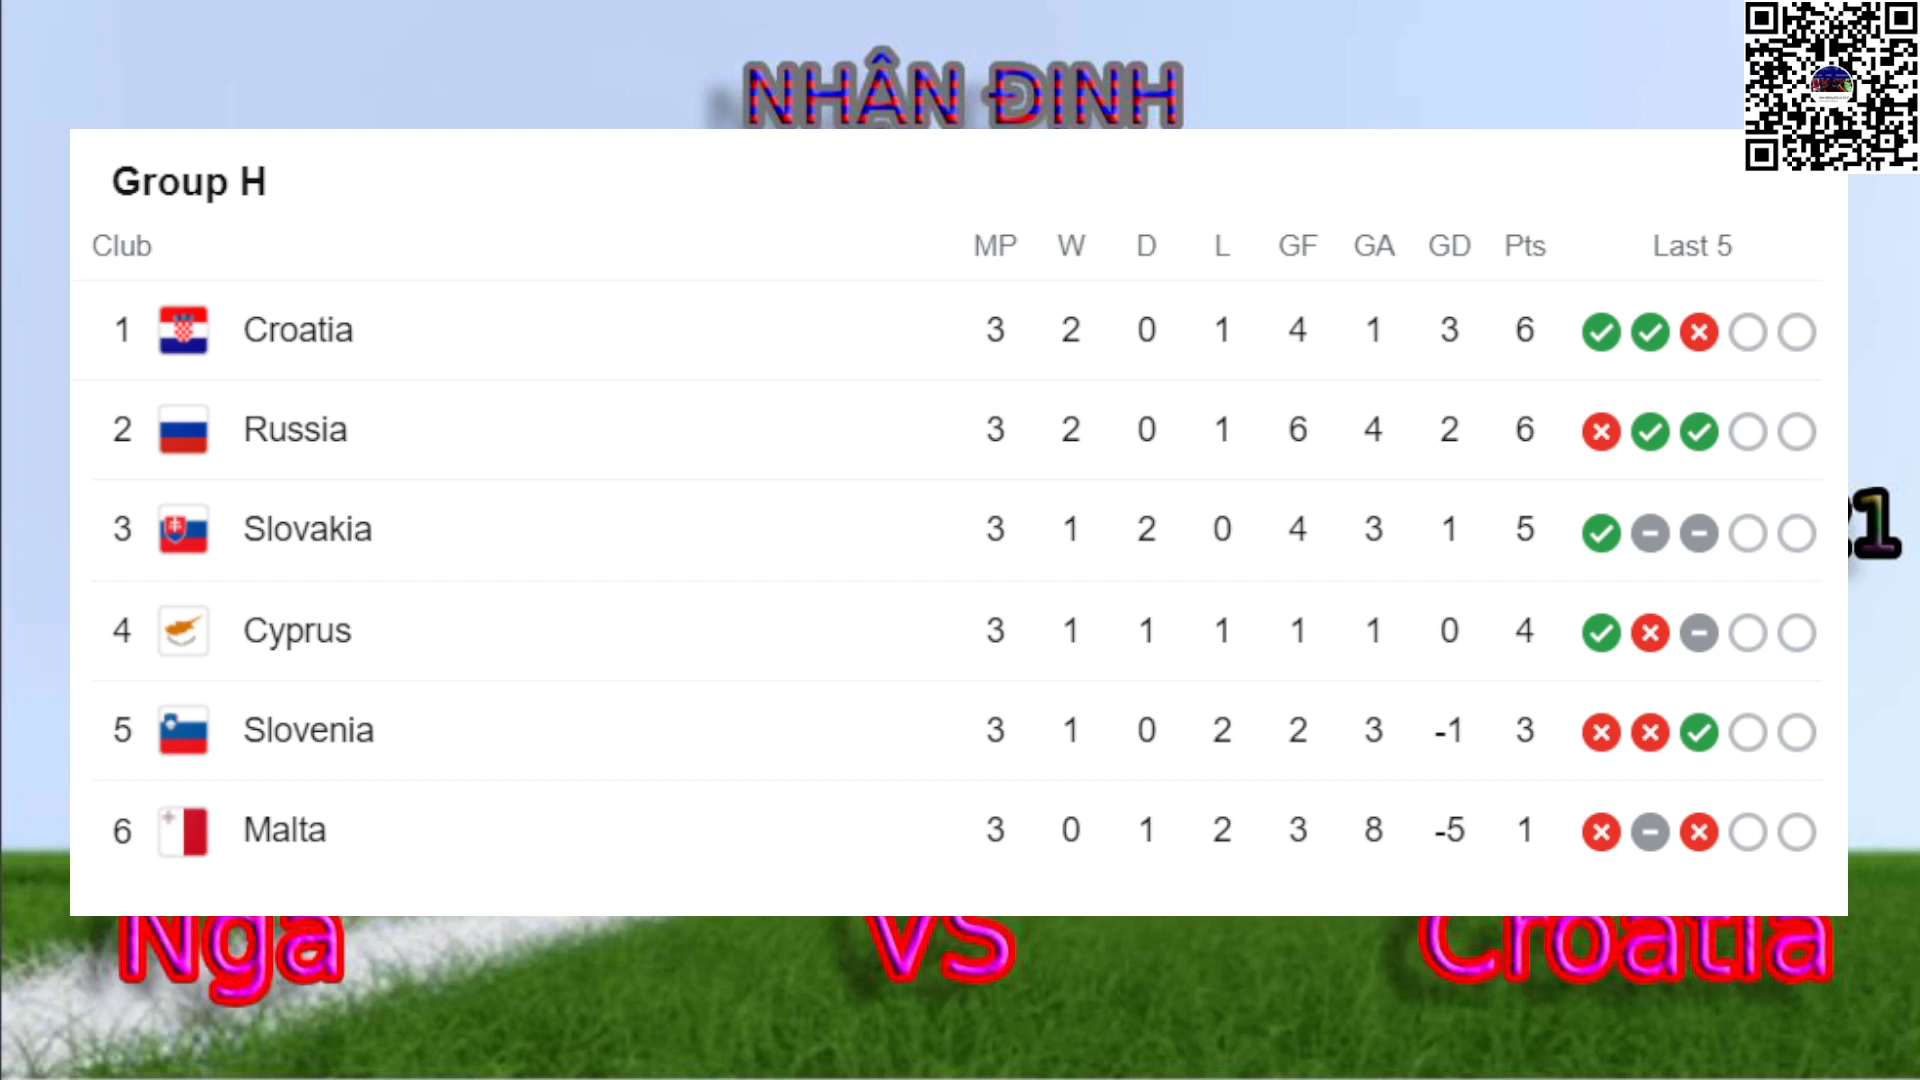 NHÂN ĐINH
Group H
Club MP W D L GF GA GD Pts Last 5
1 Croatia 3 2 0 1 4 1 3 6
2 Russia 3 2 0 1 6 4 2 6
3 Slovakia 3 1 2 0 4 3 1 5
4 Cyprus 3 1 1 1 1 1 0 4
5 Slovenia 3 1 0 2 2 3 -1 3
6 Malta 3 0 1 2 3 8 -5 1
1
Nga vs Croatia